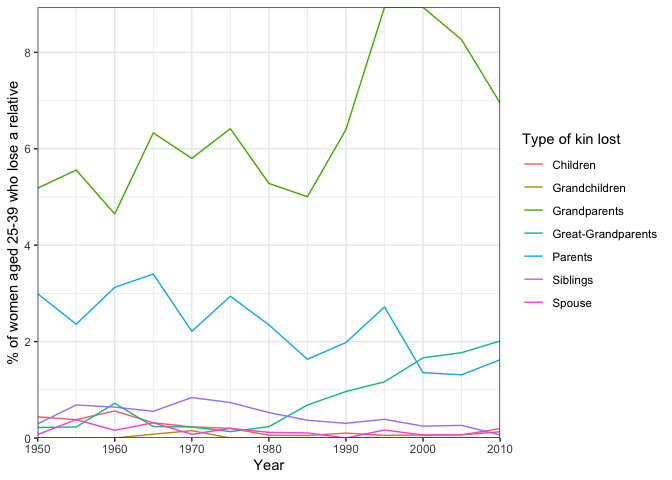 % of women aged 25-39 who lose a relative
8
6
4
2
0
1950 1960 1970 1980 1990 2000 2010
Year
Type of kin lost
Children
Grandchildren
Grandparents
Great-Grandparents
Parents
Siblings
Spouse